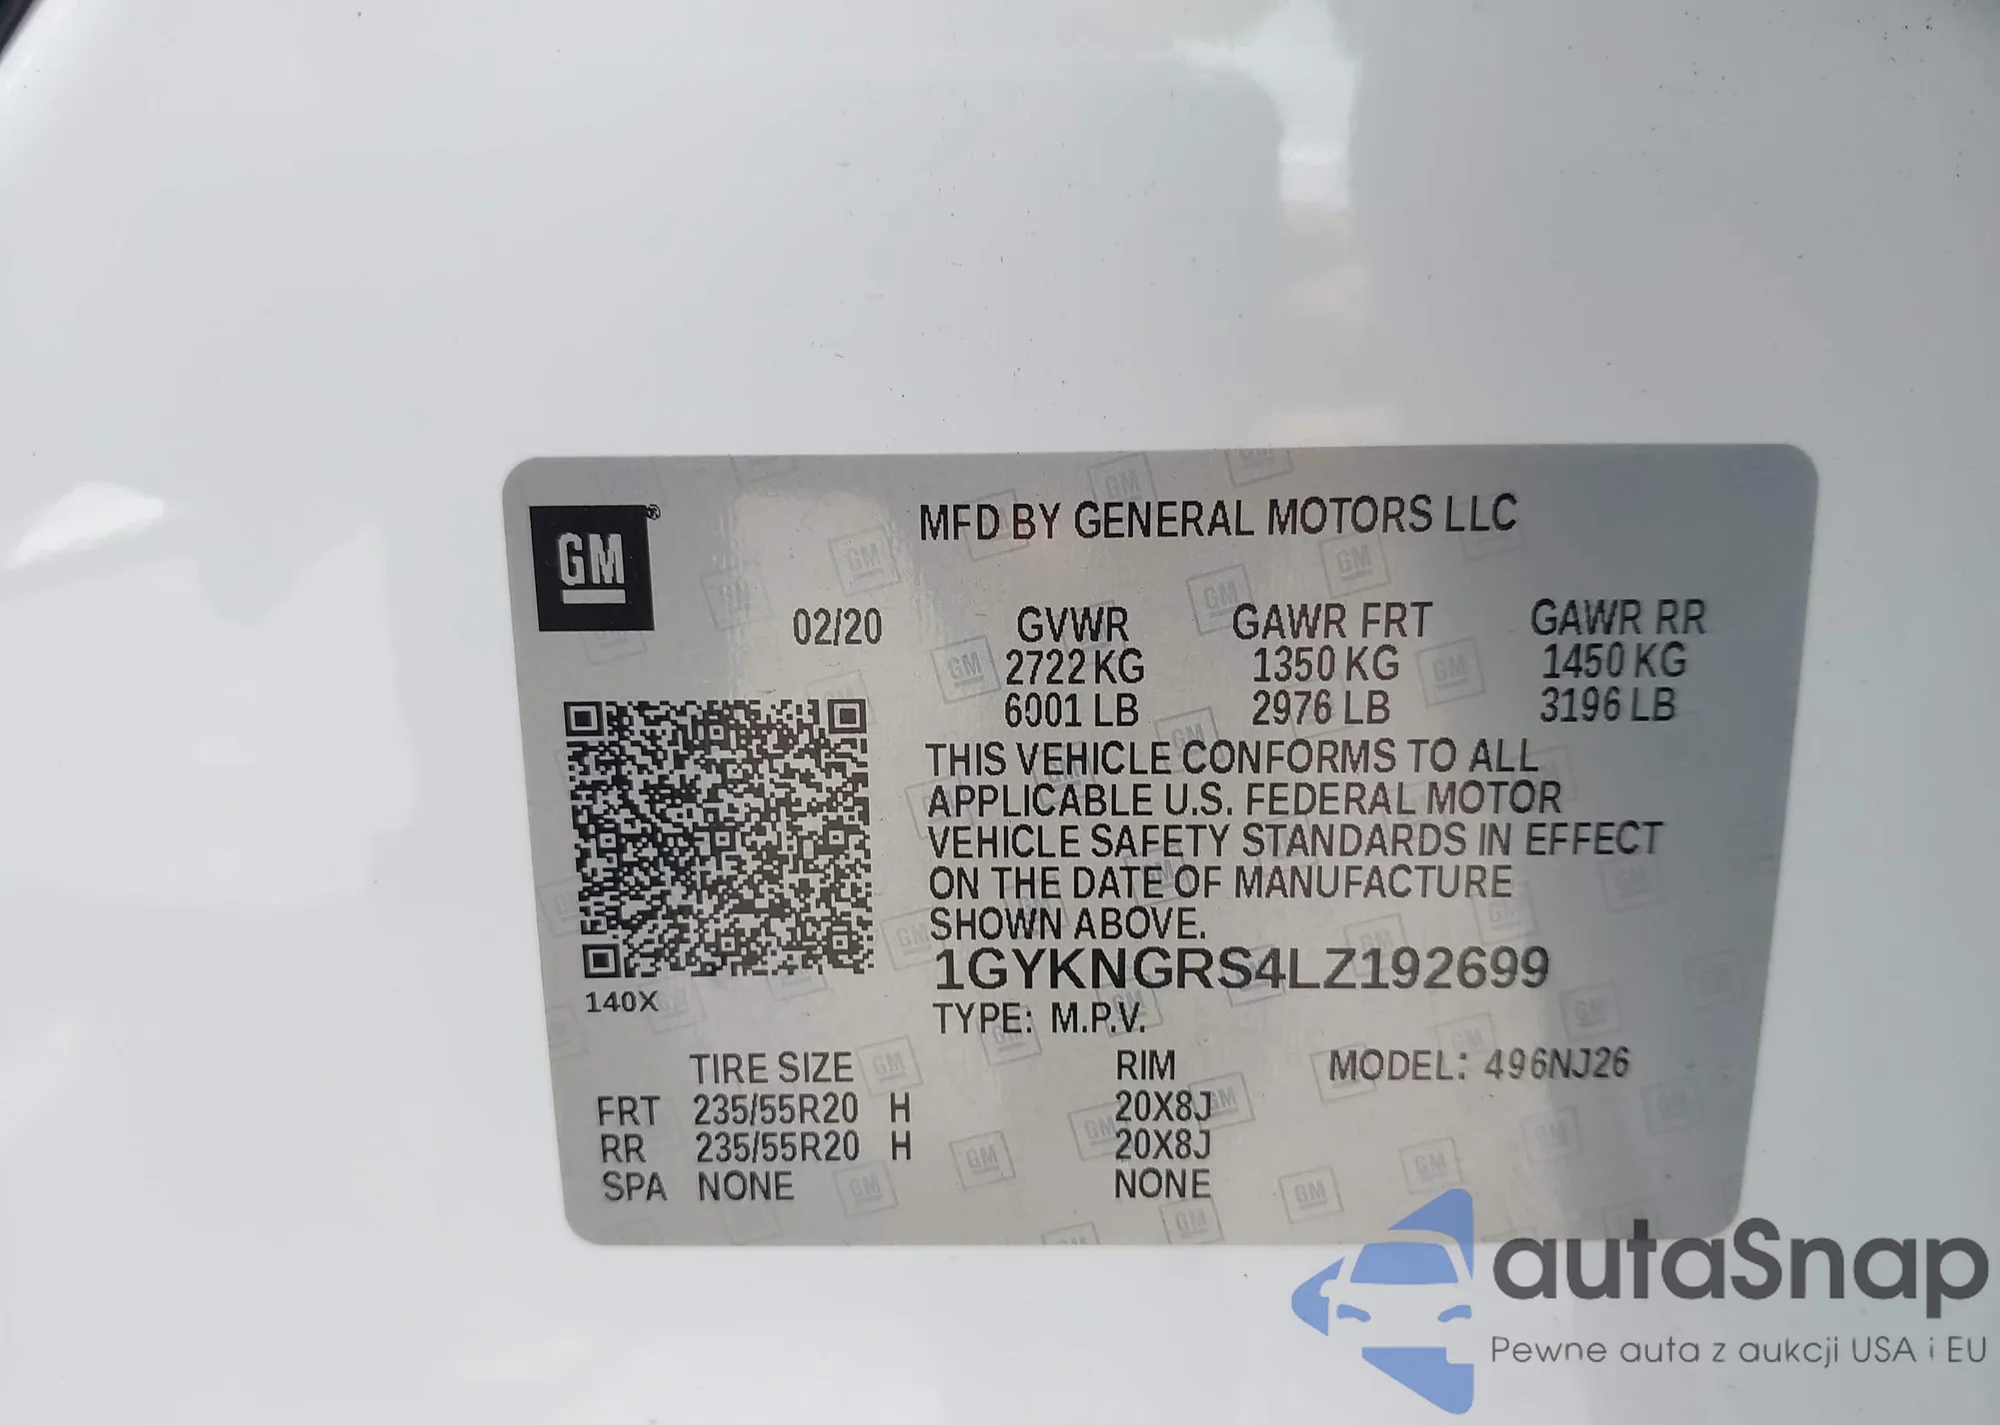 GM®
MFD BY GENERAL MOTORS LLC
02/20 GVWR GAWR FRT GAWR RR
2722 KG 1350 KG 1450 KG
6001 LB 2976 LB 3196 LB
THIS VEHICLE CONFORMS TO ALL
APPLICABLE U.S. FEDERAL MOTOR
VEHICLE SAFETY STANDARDS IN EFFECT
ON THE DATE OF MANUFACTURE
SHOWN ABOVE.
1GYKNGRS4LZ192699
140X
TYPE: M.P.V.
TIRE SIZE RIM MODEL: 496NJ26
FRT 235/55R20 H 20X8J
RR 235/55R20 H 20X8J
SPA NONE NONE
autaSnap
Pewne auta z aukcji USA i EU